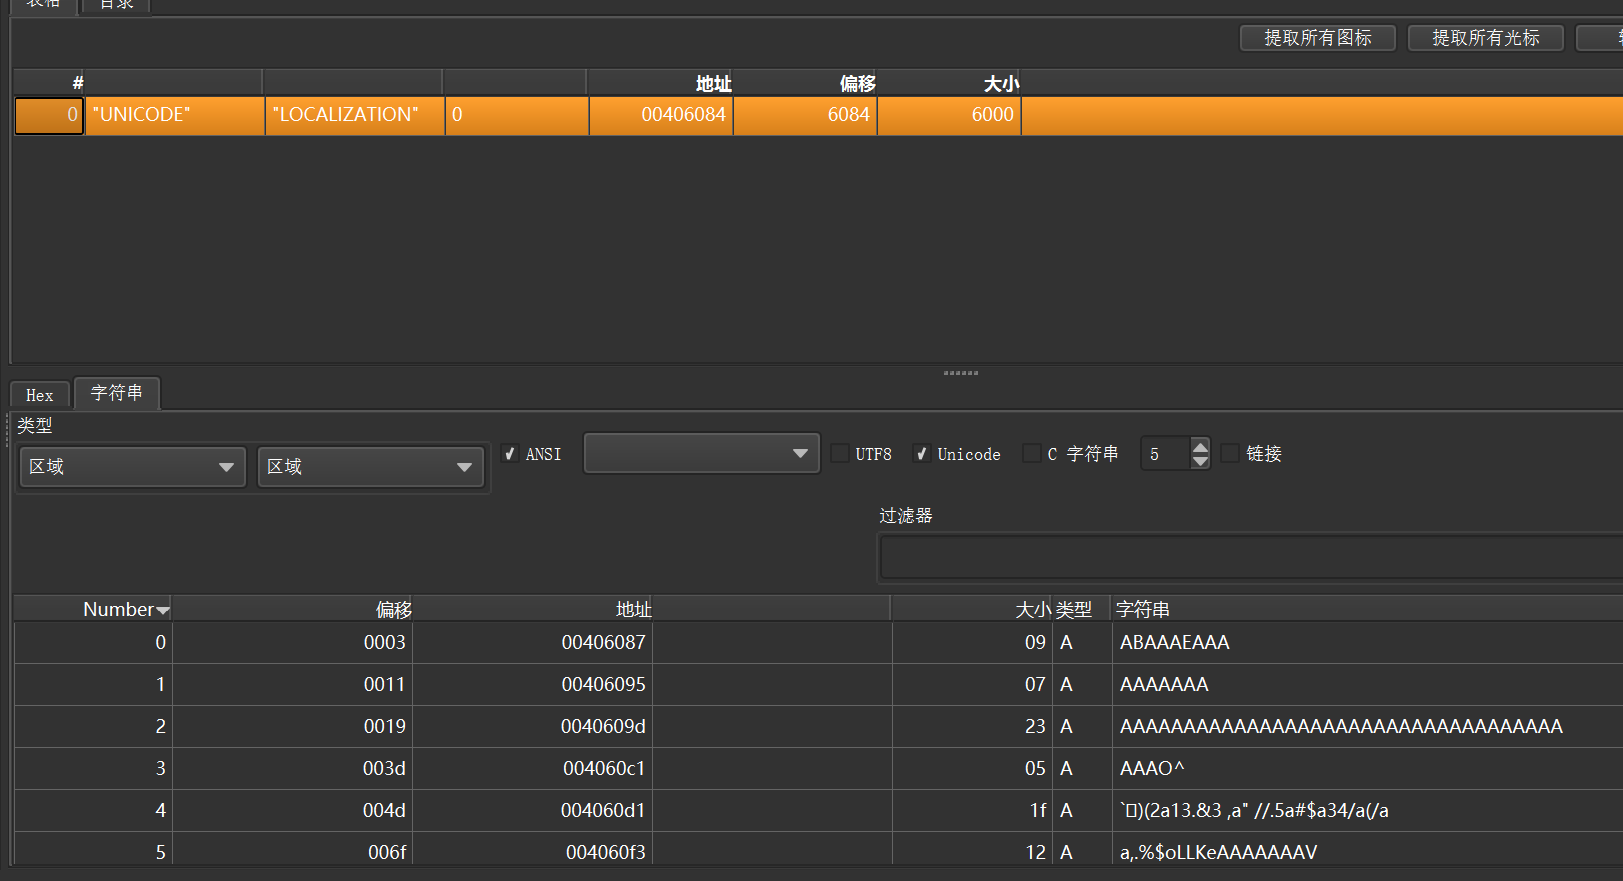 表格 目录
提取所有图标 提取所有光标
# 地址 偏移 大小
0 "UNICODE" "LOCALIZATION" 0 00406084 6084 6000
Hex 字符串
类型
区域 区域 ANSI UTF8 Unicode C 字符串 5 链接
过滤器
Number 偏移 地址 大小 类型 字符串
0 0003 00406087 09 A ABAAAEAAA
1 0011 00406095 07 A AAAAAAA
2 0019 0040609d 23 A AAAAAAAAAAAAAAAAAAAAAAAAAAAAAAAAAAA
3 003d 004060c1 05 A AAAO^
4 004d 004060d1 1f A `▯)(2a13.&3 ,a" //.5a#$a34/a(/a
5 006f 004060f3 12 A a,.%$oLLKeAAAAAAAV